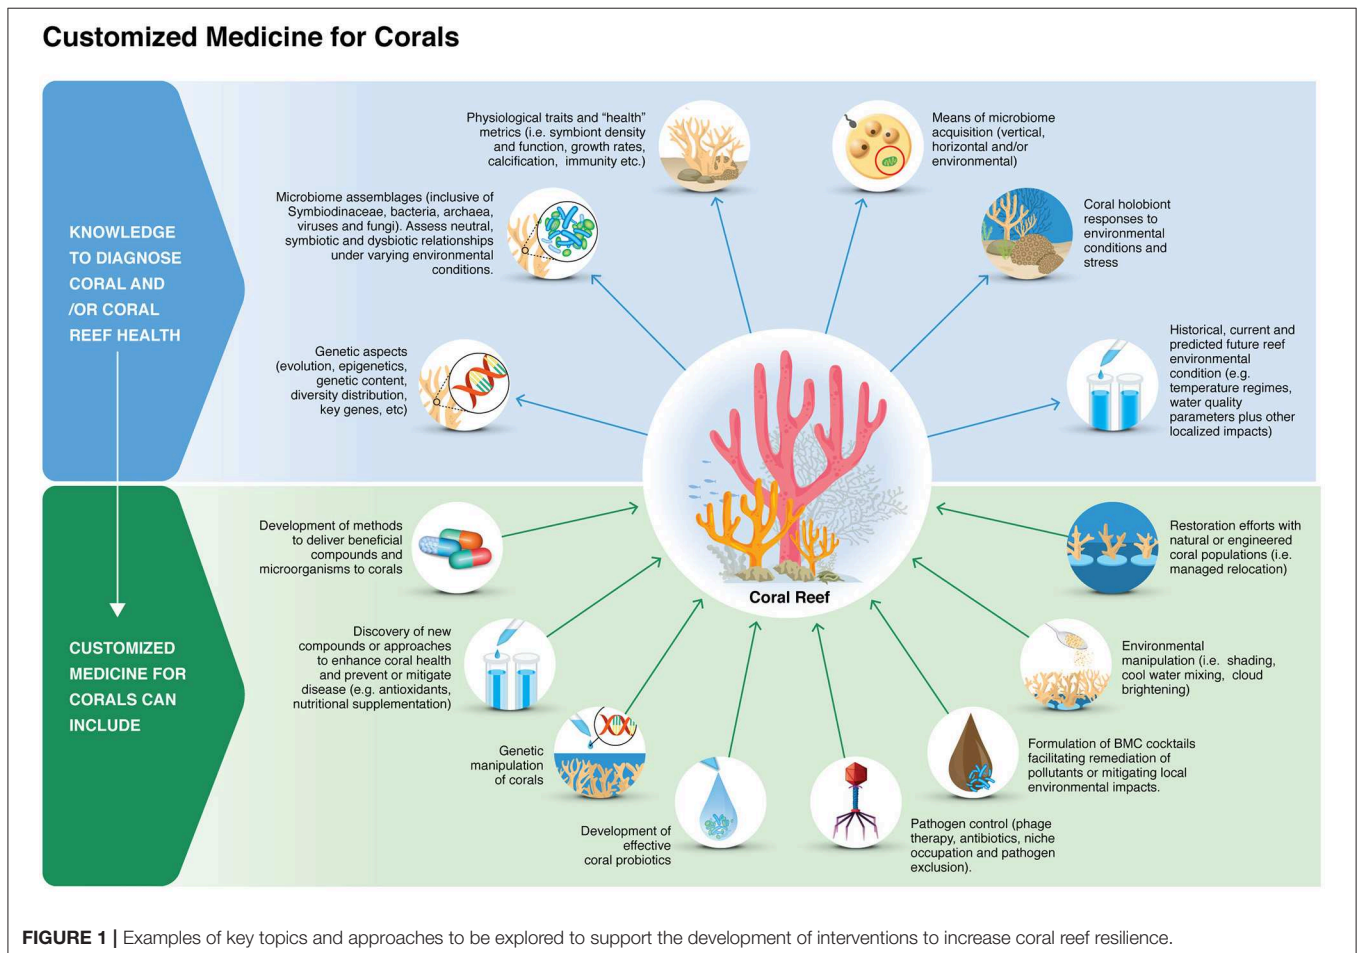 Customized Medicine for Corals
KNOWLEDGE
TO DIAGNOSE
CORAL AND
/OR CORAL
REEF HEALTH
Physiological traits and “health”
metrics (i.e. symbiont density
and function, growth rates,
calcification, immunity etc.)
Means of microbiome
acquisition (vertical,
horizontal and/or
environmental)
Microbiome assemblages (inclusive of
Symbiodinaceae, bacteria, archaea,
viruses and fungi). Assess neutral,
symbiotic and dysbiotic relationships
under varying environmental
conditions.
Coral holobiont
responses to
environmental
conditions and
stress
Genetic aspects
(evolution, epigenetics,
genetic content,
diversity distribution,
key genes, etc)
Historical, current and
predicted future reef
environmental
condition (e.g.
temperature regimes,
water quality
parameters plus other
localized impacts)
Coral Reef
CUSTOMIZED
MEDICINE FOR
CORALS CAN
INCLUDE
Development of methods
to deliver beneficial
compounds and
microorganisms to corals
Discovery of new
compounds or approaches
to enhance coral health
and prevent or mitigate
disease (e.g. antioxidants,
nutritional supplementation)
Genetic
manipulation
of corals
Development of
effective
coral probiotics
Pathogen control (phage
therapy, antibiotics, niche
occupation and pathogen
exclusion).
Formulation of BMC cocktails
facilitating remediation of
pollutants or mitigating local
environmental impacts.
Environmental
manipulation (i.e. shading,
cool water mixing, cloud
brightening)
Restoration efforts with
natural or engineered
coral populations (i.e.
managed relocation)
FIGURE 1 | Examples of key topics and approaches to be explored to support the development of interventions to increase coral reef resilience.